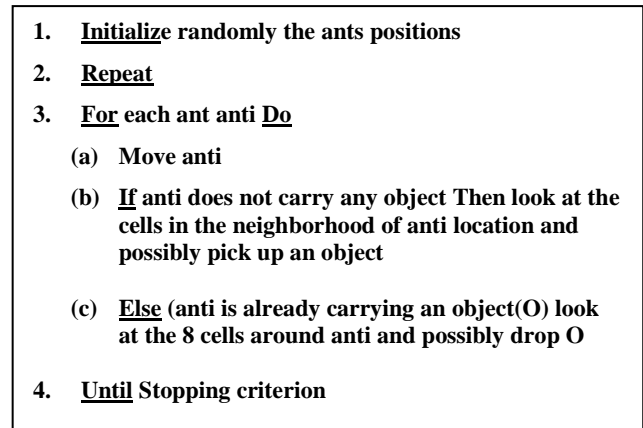 1. Initialize randomly the ants positions
2. Repeat
3. For each ant anti Do
(a) Move anti
(b) If anti does not carry any object Then look at the
cells in the neighborhood of anti location and
possibly pick up an object
(c) Else (anti is already carrying an object(O) look
at the 8 cells around anti and possibly drop O
4. Until Stopping criterion